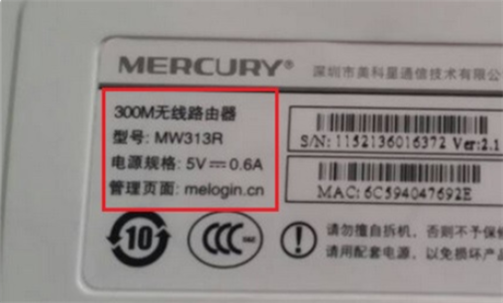 MERCURY® 深圳市美科星通信技术有限公
300M无线路由器
型号: MW313R
电源规格: 5V⎓0.6A
管理页面: melogin.cn
S/N: 1152136016372 Ver:2.1
MAC: 6C594047692E
10
CCC
请勿擅自拆机，否则不予保
请用配套电源，以免损坏产品